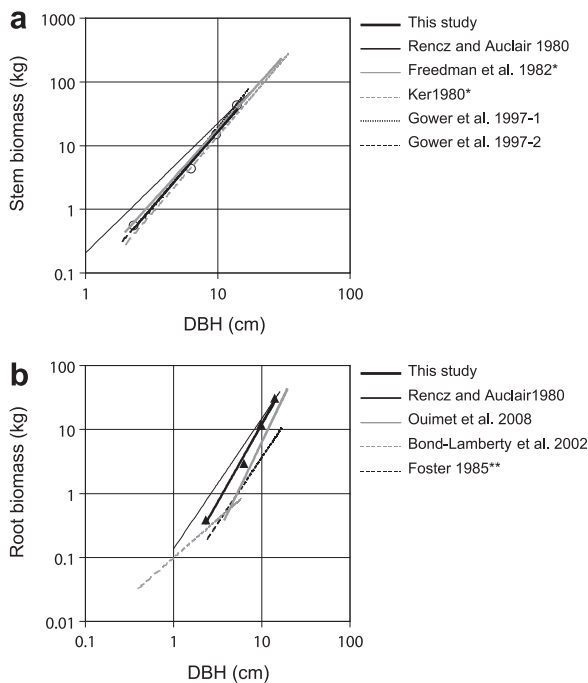 a
Stem biomass (kg)
1000
100
10
1
0.1
1
10
100
DBH (cm)
This study
Rencz and Auclair 1980
Freedman et al. 1982*
Ker1980*
Gower et al. 1997-1
Gower et al. 1997-2
b
Root biomass (kg)
100
10
1
0.1
0.01
0.1
1
10
100
DBH (cm)
This study
Rencz and Auclair1980
Ouimet et al. 2008
Bond-Lamberty et al. 2002
Foster 1985**